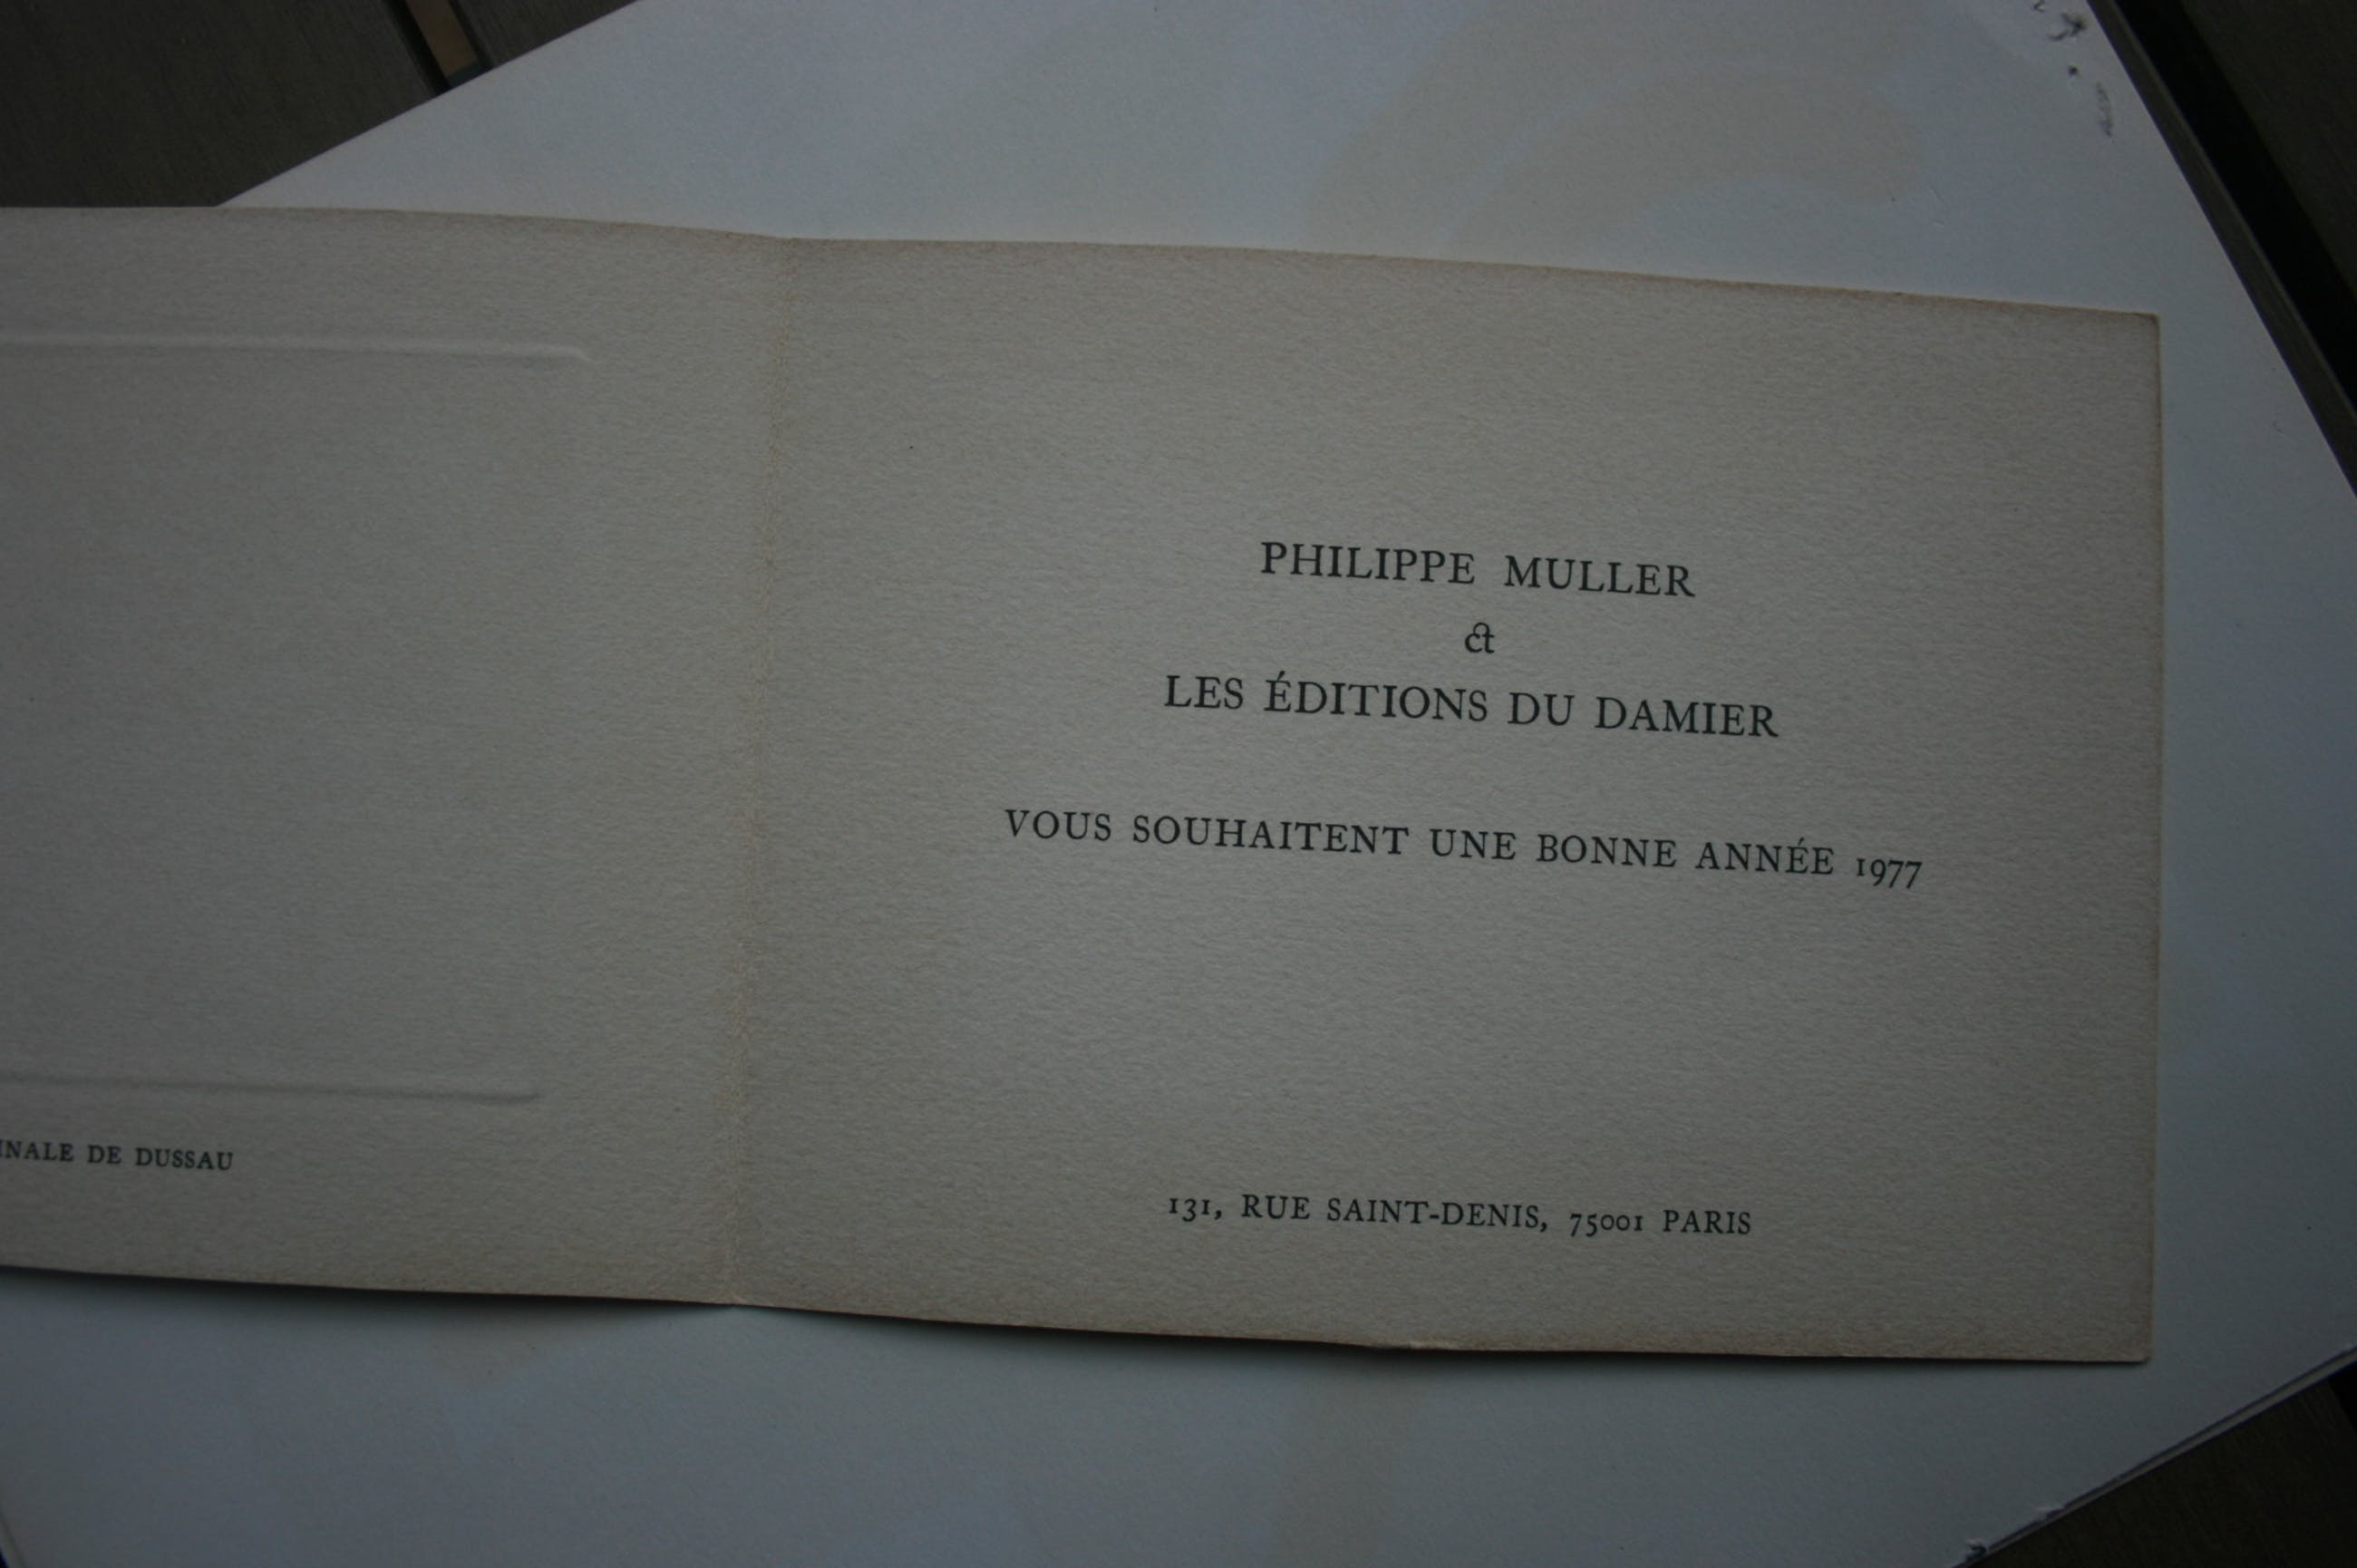 PHILIPPE MULLER
&
LES ÉDITIONS DU DAMIER
VOUS SOUHAITENT UNE BONNE ANNÉE 1977
INALE DE DUSSAU
131, RUE SAINT-DENIS, 75001 PARIS